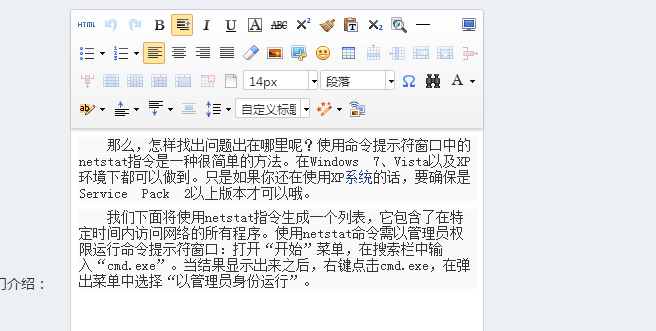 HTML B I U A ABC X² X₂
14px 段落 Ω A
ab 自定义标题
那么，怎样找出问题出在哪里呢？使用命令提示符窗口中的
netstat指令是一种很简单的方法。在Windows 7、Vista以及XP
环境下都可以做到。只是如果你还在使用XP系统的话，要确保是
Service Pack 2以上版本才可以哦。
我们下面将使用netstat指令生成一个列表，它包含了在特
定时间内访问网络的所有程序。使用netstat命令需以管理员权
限运行命令提示符窗口：打开“开始”菜单，在搜索栏中输
入“cmd.exe”。当结果显示出来之后，右键点击cmd.exe，在弹
出菜单中选择“以管理员身份运行”。
介绍：